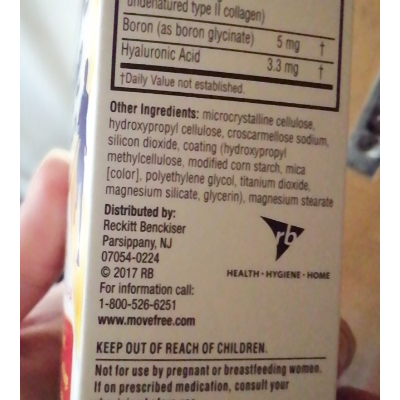 undenatured type II collagen)
Boron (as boron glycinate) 5 mg †
Hyaluronic Acid 3.3 mg †
†Daily Value not established.
Other Ingredients: microcrystalline cellulose,
hydroxypropyl cellulose, croscarmellose sodium,
silicon dioxide, coating (hydroxypropyl
methylcellulose, modified corn starch, mica
[color], polyethylene glycol, titanium dioxide,
magnesium silicate, glycerin), magnesium stearate
Distributed by:
Reckitt Benckiser
Parsippany, NJ
07054-0224
© 2017 RB
For information call:
1-800-526-6251
www.movefree.com
rb
HEALTH • HYGIENE • HOME
KEEP OUT OF REACH OF CHILDREN.
Not for use by pregnant or breastfeeding women.
If on prescribed medication, consult your